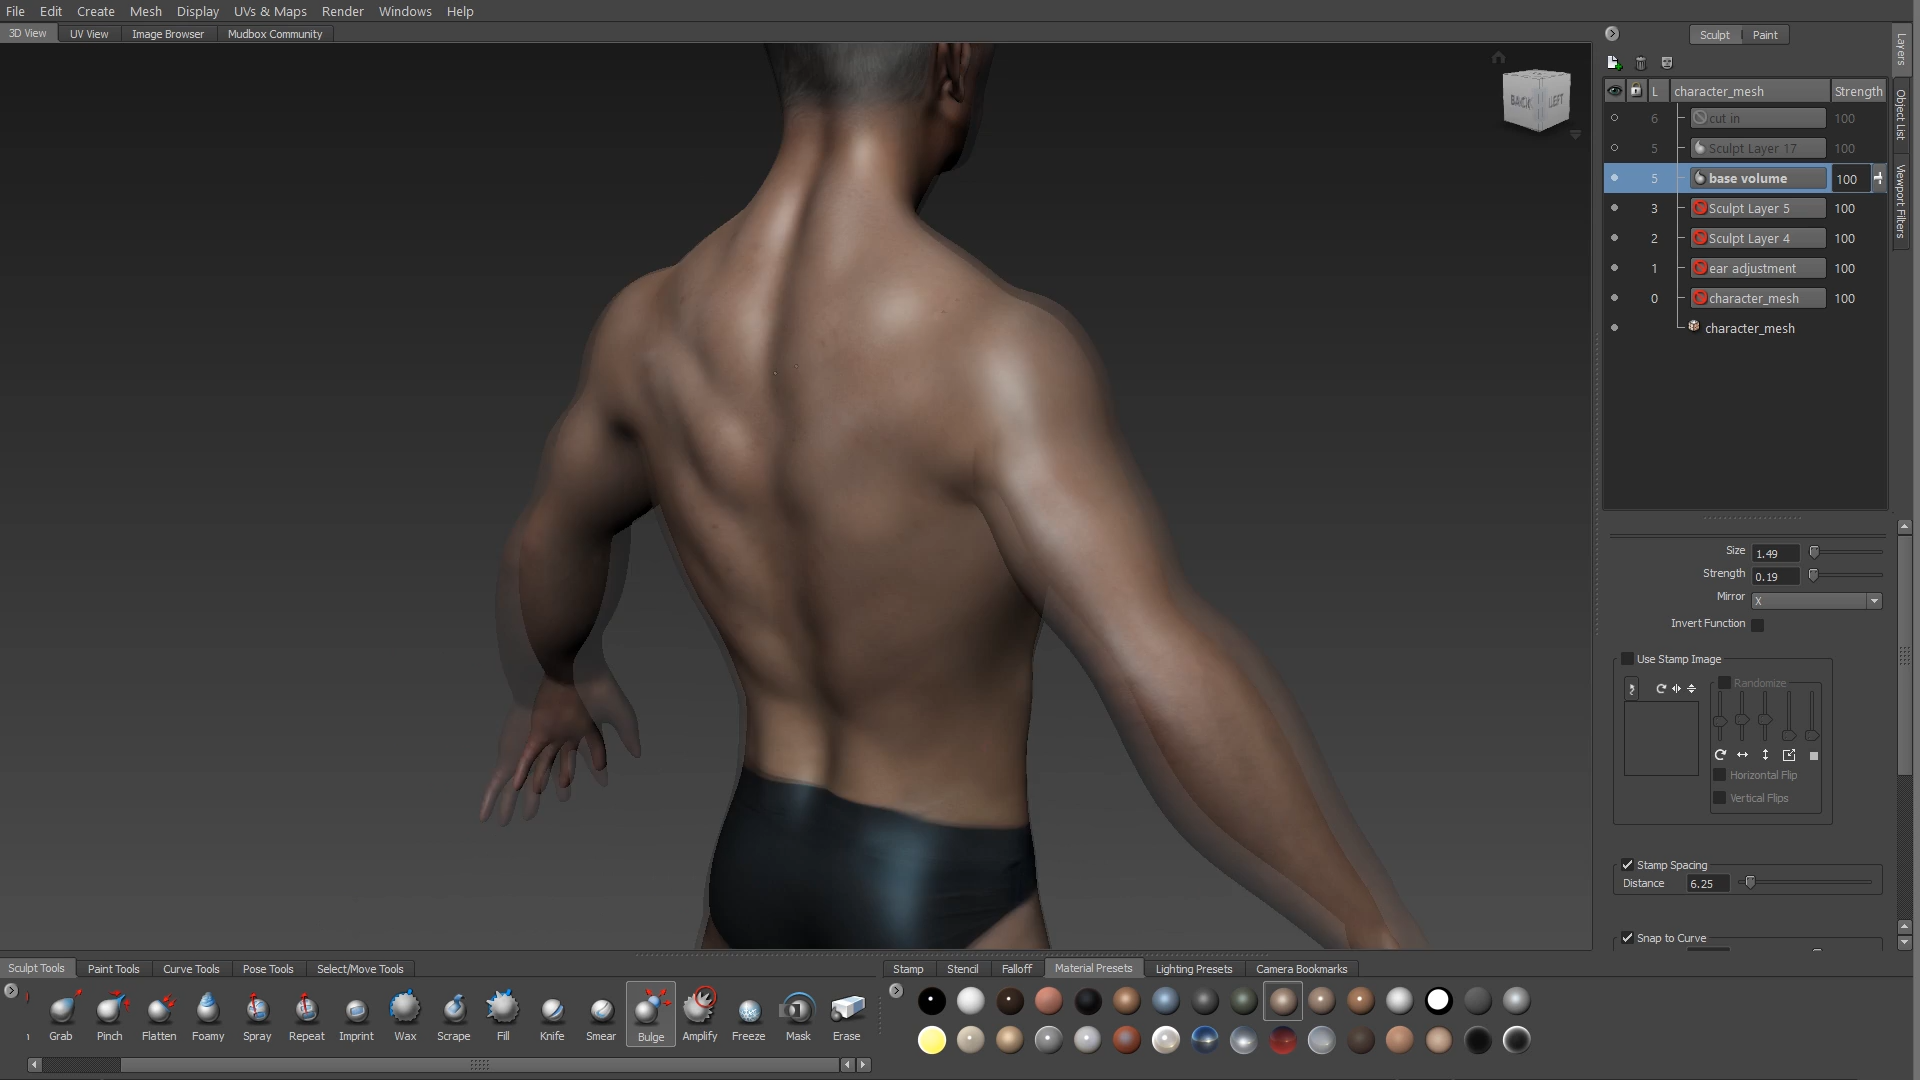 File Edit Create Mesh Display UVs & Maps Render Windows Help
3D View UV View Image Browser Mudbox Community
Sculpt Paint
BACK LEFT
Layers
Object List
Viewport Filters
L character_mesh Strength
6 cut in 100
5 Sculpt Layer 17 100
5 base volume 100
3 Sculpt Layer 5 100
2 Sculpt Layer 4 100
1 ear adjustment 100
0 character_mesh 100
character_mesh
Size 1.49
Strength 0.19
Mirror X
Invert Function
Use Stamp Image
Randomize
Horizontal Flip
Vertical Flips
Stamp Spacing
Distance 6.25
Snap to Curve
Sculpt Tools Paint Tools Curve Tools Pose Tools Select/Move Tools
Grab Pinch Flatten Foamy Spray Repeat Imprint Wax Scrape Fill Knife Smear Bulge Amplify Freeze Mask Erase
Stamp Stencil Falloff Material Presets Lighting Presets Camera Bookmarks